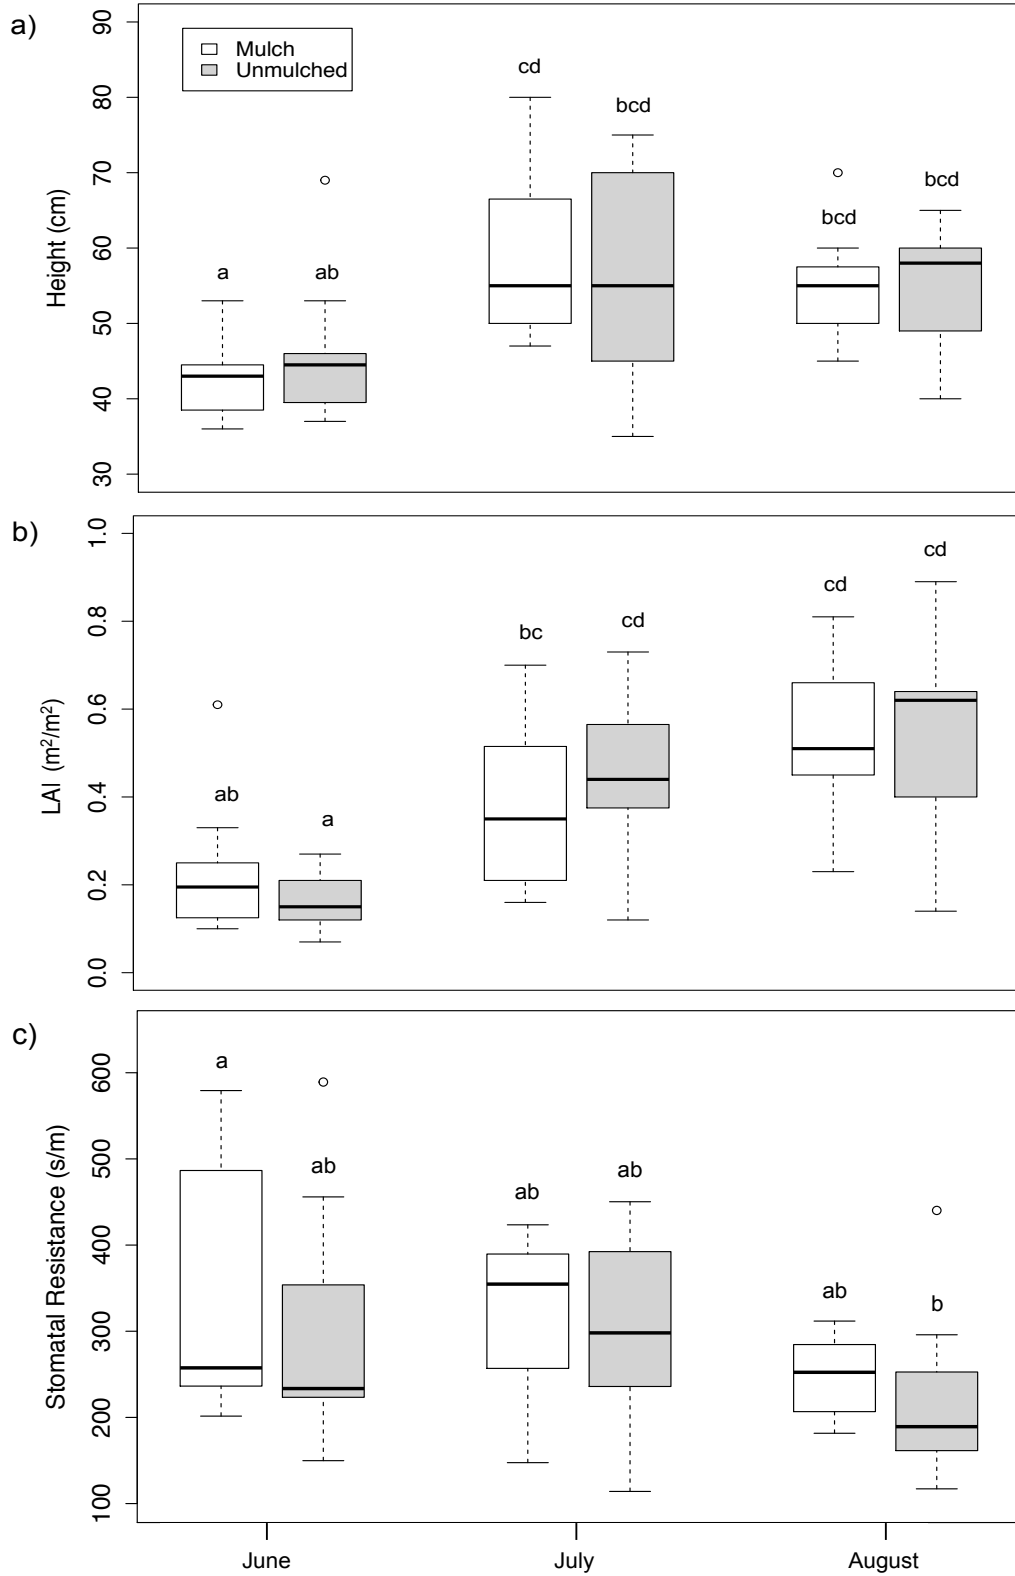 a)
Mulch
Unmulched
Height (cm)
90
80
70
60
50
40
30
a
ab
cd
bcd
bcd
bcd
b)
LAI (m²/m²)
1.0
0.8
0.6
0.4
0.2
0.0
ab
a
bc
cd
cd
cd
c)
Stomatal Resistance (s/m)
600
500
400
300
200
100
a
ab
ab
ab
ab
b
June
July
August